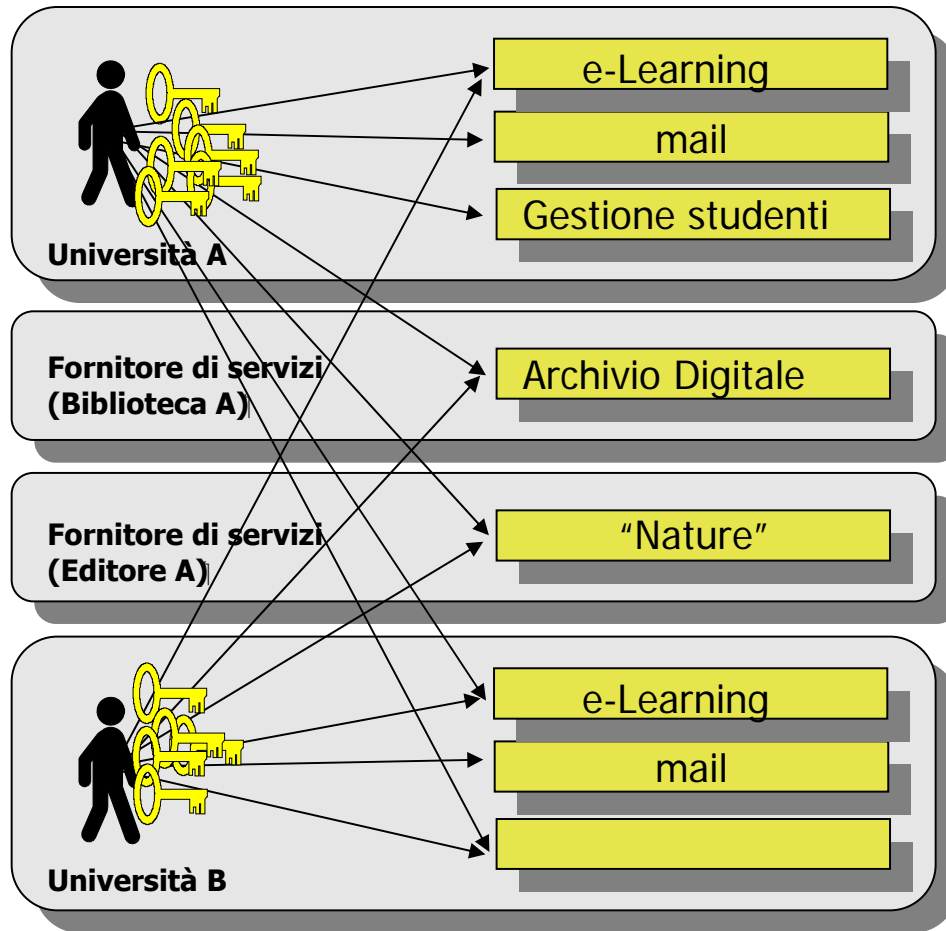 e-Learning
mail
Gestione studenti
Università A
Fornitore di servizi
(Biblioteca A)
Archivio Digitale
Fornitore di servizi
(Editore A)
“Nature”
e-Learning
mail
Università B